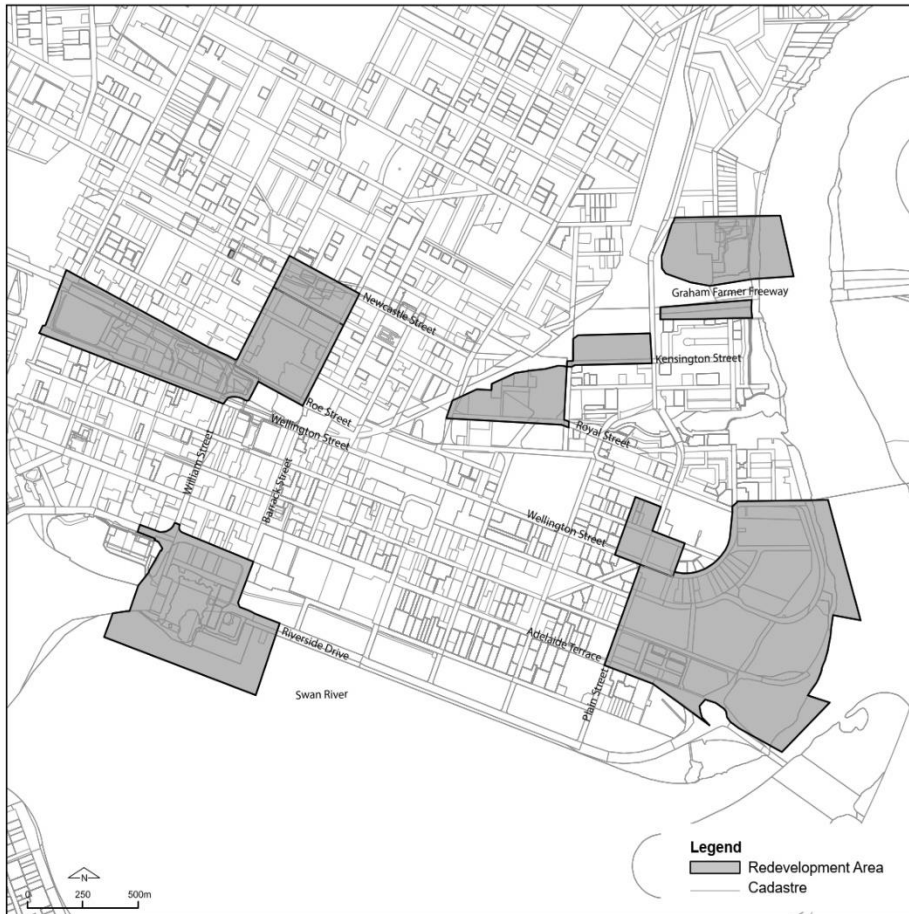 Graham Farmer Freeway
Newcastle Street
Kensington Street
Roe Street
Wellington Street
Royal Street
William Street
Barrack Street
Wellington Street
Riverside Drive
Adelaide Terrace
Plain Street
Swan River
Legend
Redevelopment Area
Cadastre
N
0 250 500m